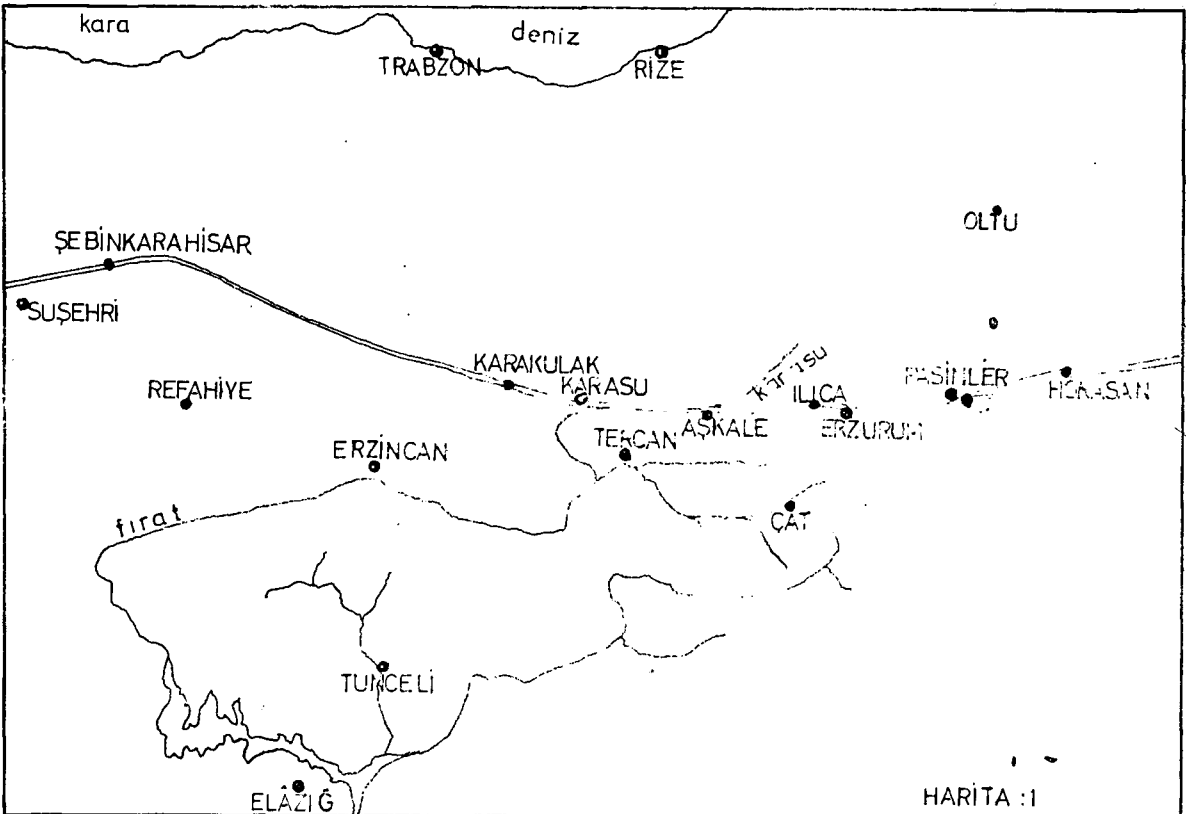 kara
deniz
TRABZON
RİZE
OLTU
ŞEBİNKARAHİSAR
SUŞEHRİ
KARAKULAK
KARASU
karasu
REFAHİYE
ILICA
PASİNLER
HORASAN
AŞKALE
ERZURUM
TERCAN
ERZİNCAN
fırat
ÇAT
TUNCELİ
ELÂZIĞ
HARİTA :1